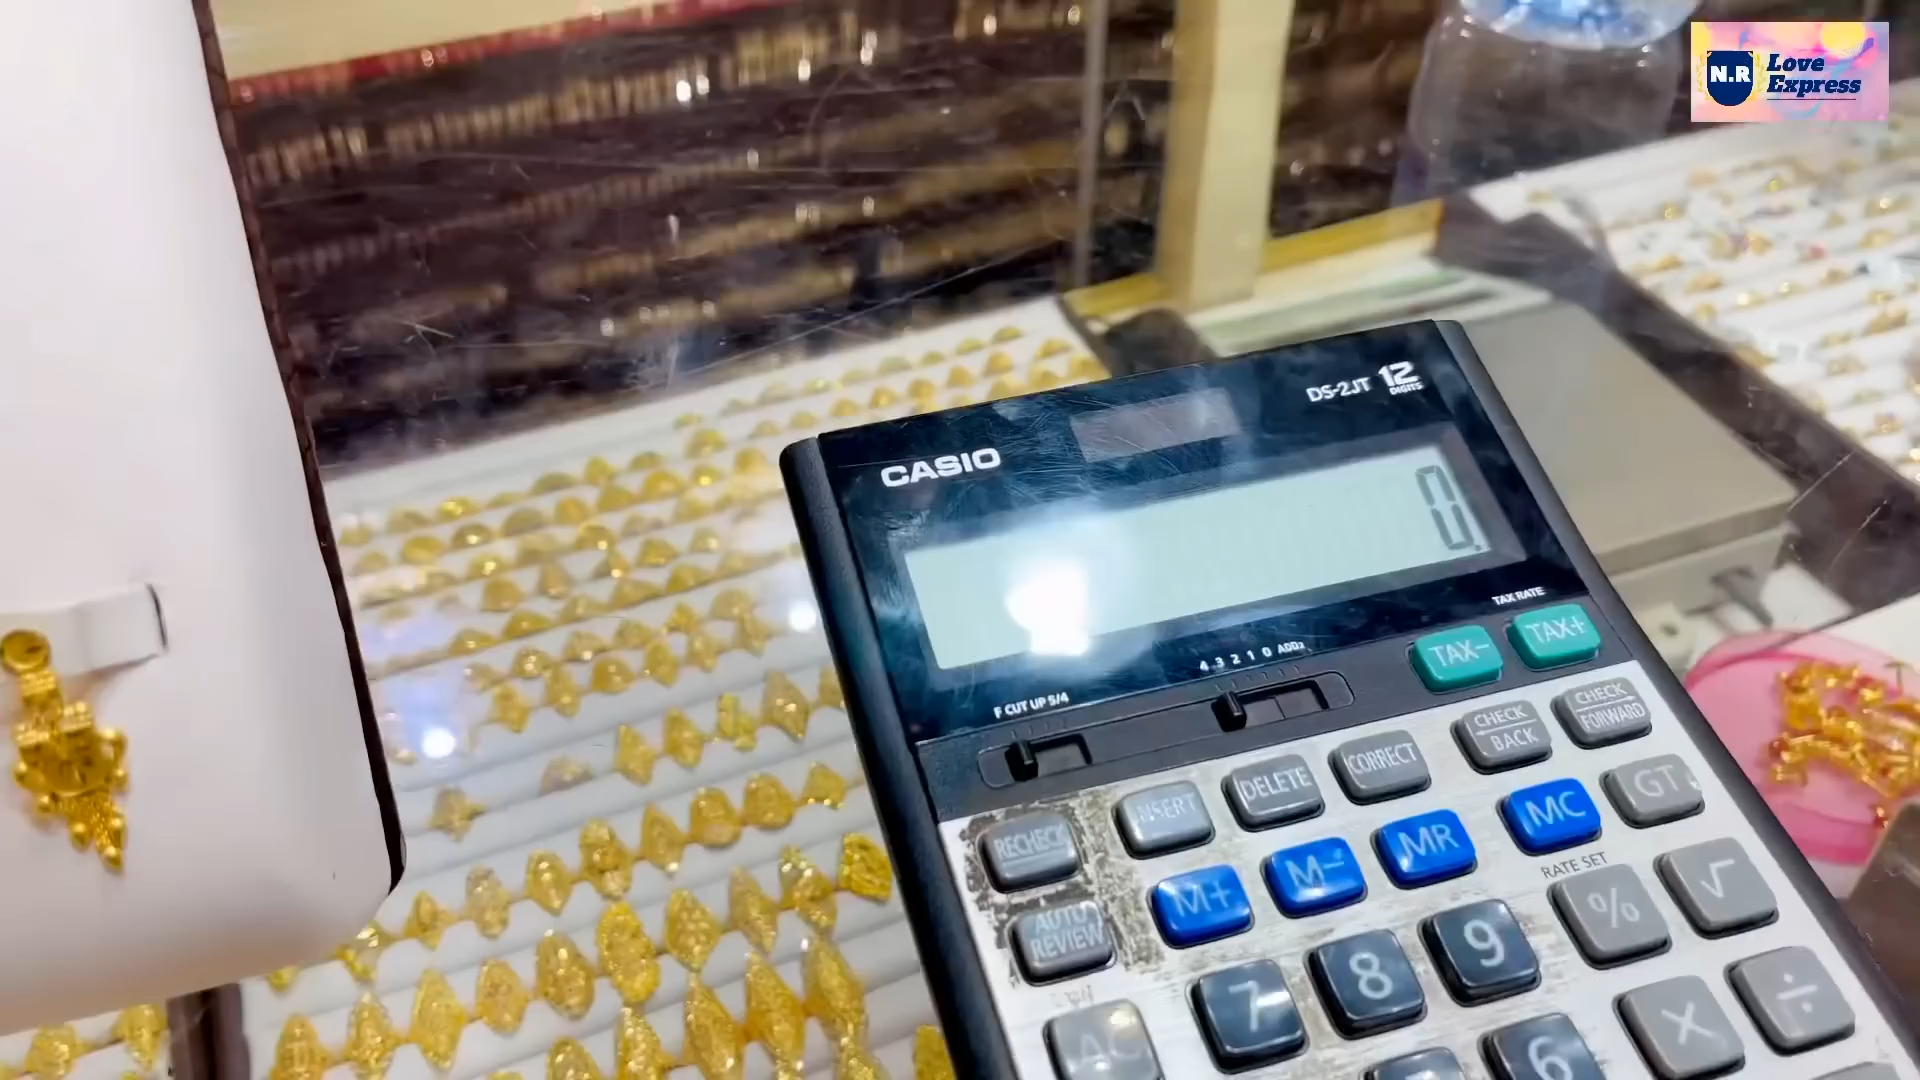 N.R
Love
Express
DS-2JT 12
DIGITS
CASIO
0.
TAX RATE
4 3 2 1 0 ADD2
TAX-
TAX+
F CUT UP 5/4
CHECK
BACK
CHECK
FORWARD
INSERT
DELETE
CORRECT
RECHECK
M+
M-
MR
MC
GT
RATE SET
AUTO
REVIEW
7
8
9
%
√
AC
6
×
÷